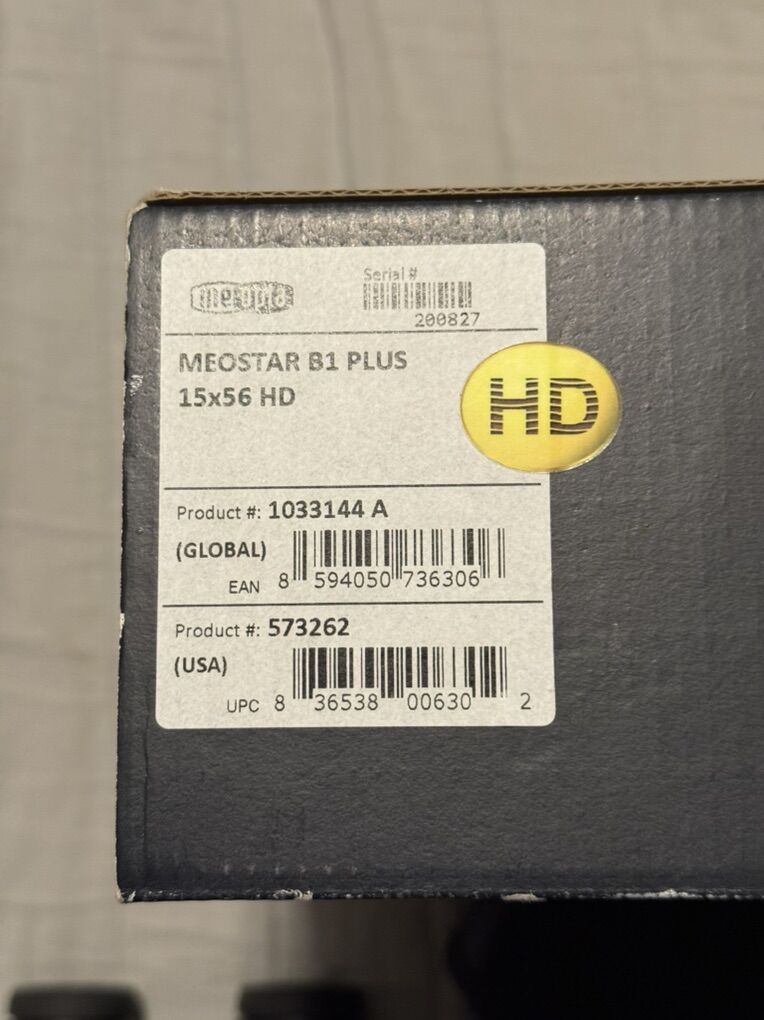 meopta
Serial #
200827
MEOSTAR B1 PLUS
15x56 HD
HD
Product #: 1033144 A
(GLOBAL)
EAN 8 594050 736306
Product #: 573262
(USA)
UPC 8 36538 00630 2